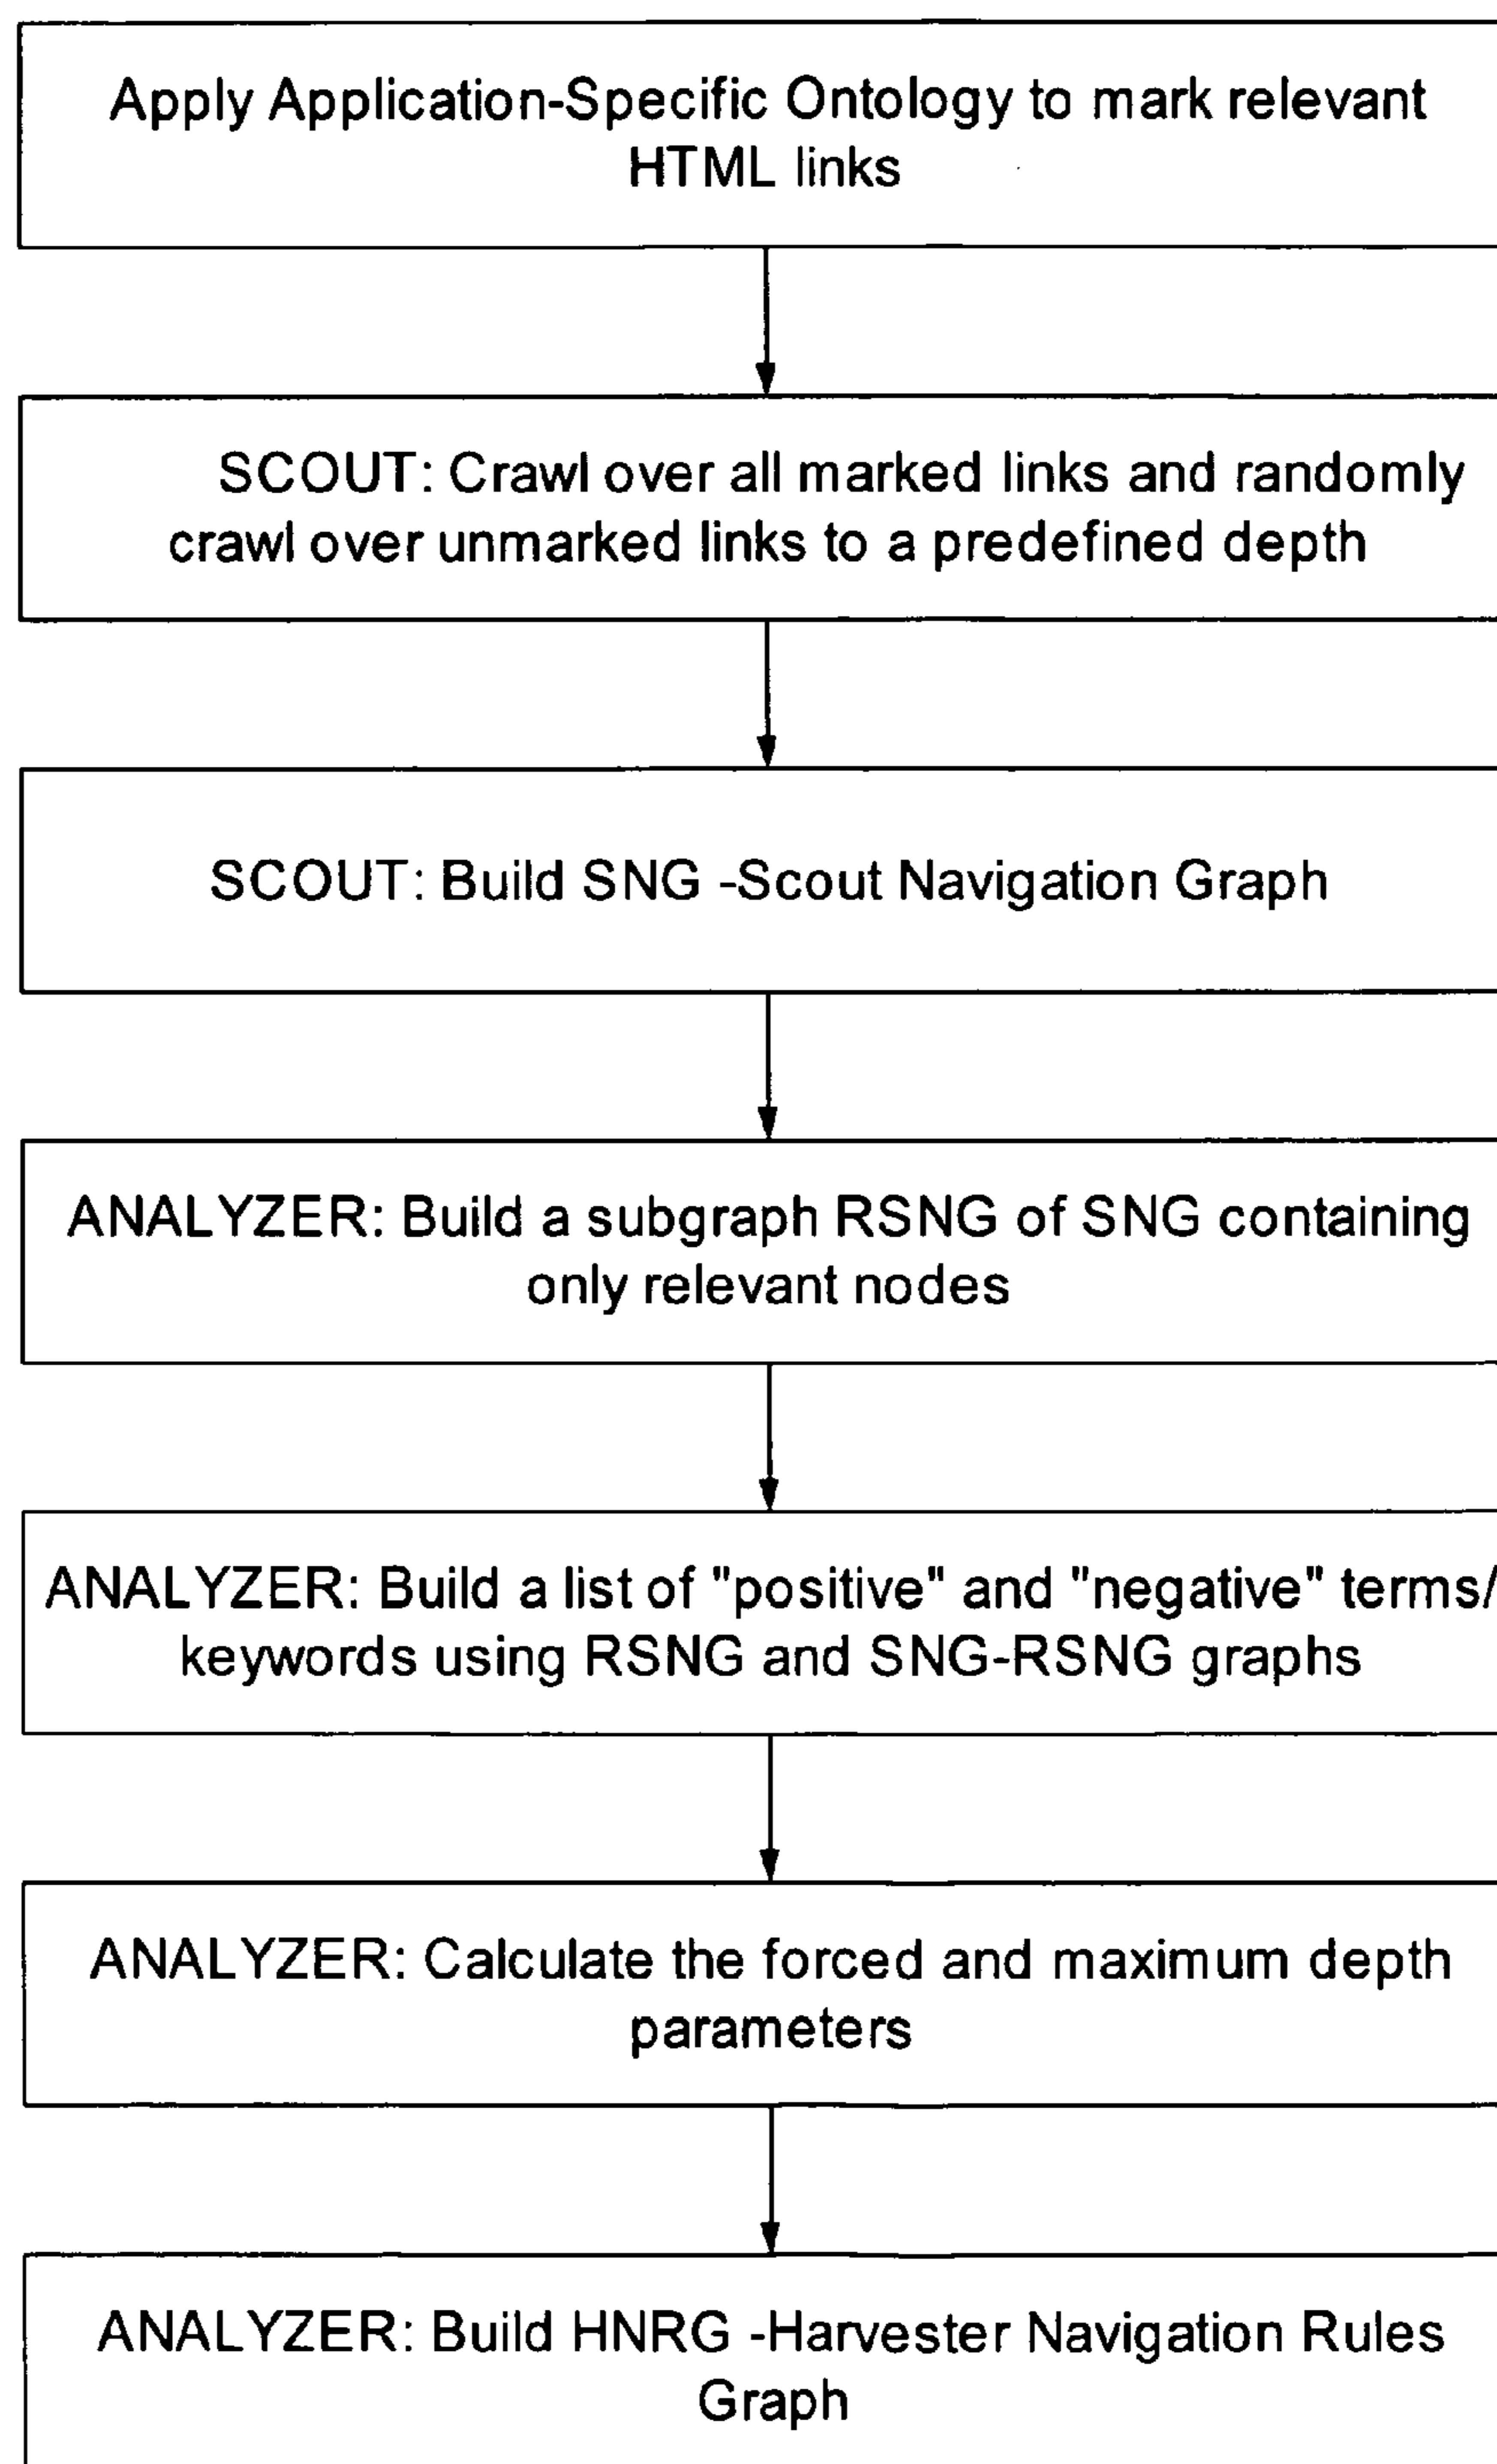 Apply Application-Specific Ontology to mark relevant
HTML links
SCOUT: Crawl over all marked links and randomly
crawl over unmarked links to a predefined depth
SCOUT: Build SNG -Scout Navigation Graph
ANALYZER: Build a subgraph RSNG of SNG containing
only relevant nodes
ANALYZER: Build a list of "positive" and "negative" terms/
keywords using RSNG and SNG-RSNG graphs
ANALYZER: Calculate the forced and maximum depth
parameters
ANALYZER: Build HNRG -Harvester Navigation Rules
Graph